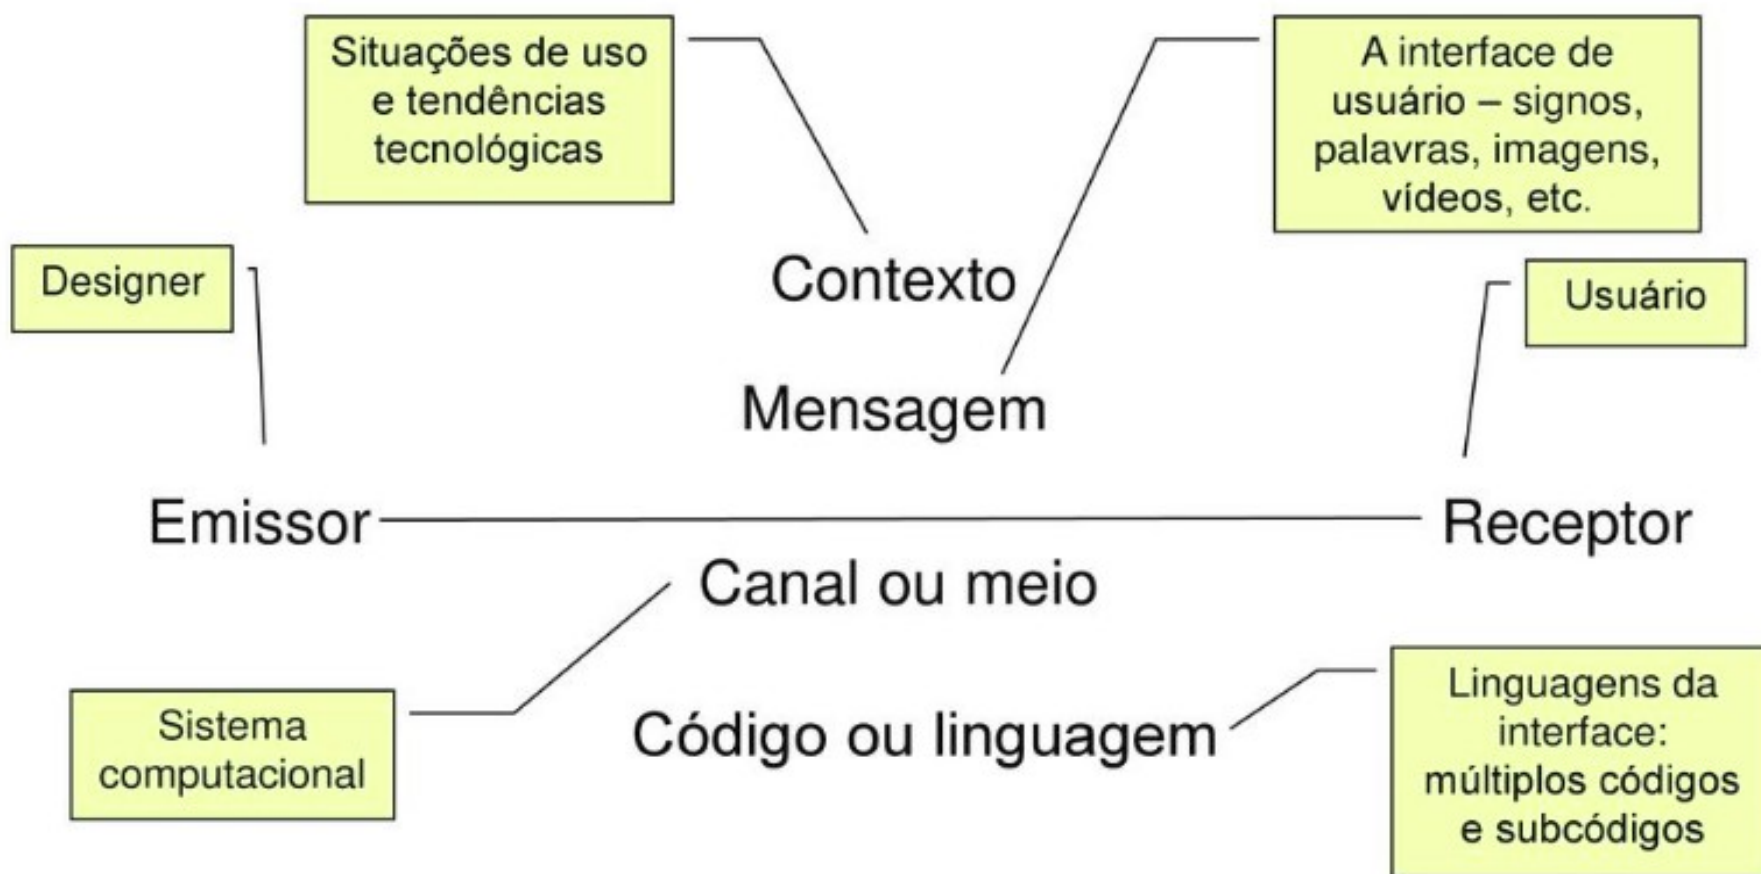 Situações de uso
e tendências
tecnológicas
A interface de
usuário – signos,
palavras, imagens,
vídeos, etc.
Designer
Contexto
Usuário
Mensagem
Emissor
Receptor
Canal ou meio
Sistema
computacional
Código ou linguagem
Linguagens da
interface:
múltiplos códigos
e subcódigos